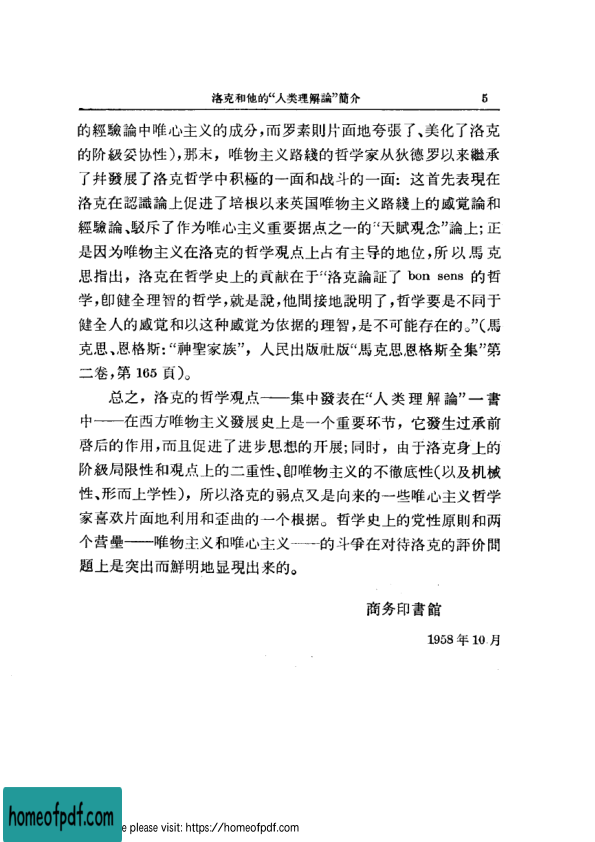 洛克和他的“人类理解論”簡介 5
的經驗論中唯心主义的成分,而罗素則片面地夸張了、美化了洛克
的阶級妥协性),那末，唯物主义路綫的哲学家从狄德罗以来繼承
了幷發展了洛克哲学中积極的一面和战斗的一面：这首先表現在
洛克在認識論上促进了培根以来英国唯物主义路綫上的感覚論和
經驗論、駁斥了作为唯心主义重要据点之一的“天賦观念”論上;正
是因为唯物主义在洛克的哲学观点上占有主导的地位,所以馬克
思指出，洛克在哲学史上的貢献在于“洛克論証了 bon sens 的哲
学,卽健全理智的哲学,就是說,他間接地說明了,哲学要是不同于
健全人的感覚和以这种感覚为依据的理智,是不可能存在的。”(馬
克思、恩格斯:“神聖家族”，人民出版社版“馬克思恩格斯全集”第
二卷,第 165 頁)。
总之，洛克的哲学观点——集中發表在“人类理解論”一書
中——在西方唯物主义發展史上是一个重要环节，它發生过承前
啓后的作用,而且促进了进步思想的开展;同时，由于洛克身上的
阶級局限性和观点上的二重性、卽唯物主义的不徹底性(以及机械
性、形而上学性)，所以洛克的弱点又是向来的一些唯心主义哲学
家喜欢片面地利用和歪曲的一个根据。哲学史上的党性原則和两
个营壘——唯物主义和唯心主义——的斗爭在对待洛克的評价問
題上是突出而鮮明地显現出来的。
商务印書館
1958 年 10 月
homeofpdf.com
e please visit: https://homeofpdf.com